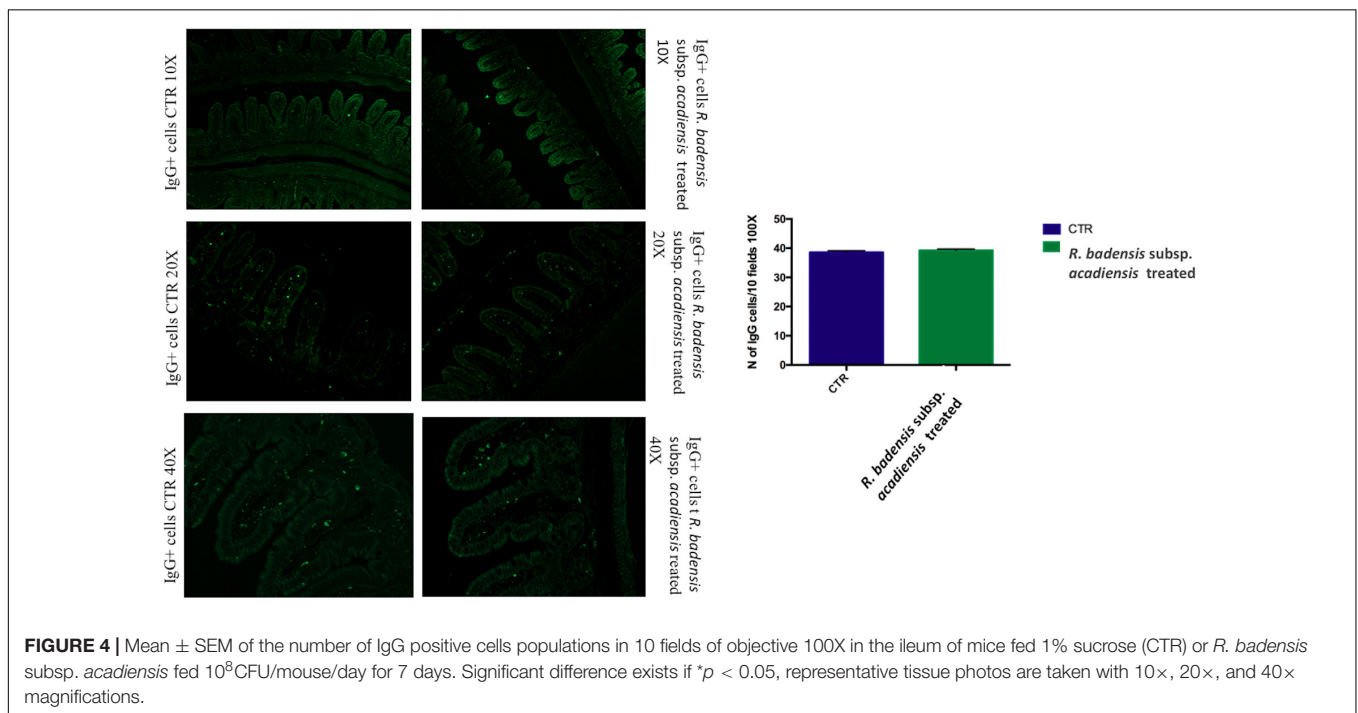 IgG+ cells CTR 10X
IgG+ cells R. badensis
subsp. acadiensis treated
10X
IgG+ cells CTR 20X
IgG+ cells R. badensis
subsp. acadiensis treated
20X
IgG+ cells CTR 40X
IgG+ cells t R. badensis
subsp. acadiensis reated
40X
N of IgG cells/10 fields 100X
50
40
30
20
10
0
CTR
R. badensis subsp.
acadiensis treated
CTR
R. badensis subsp.
acadiensis treated
FIGURE 4 | Mean ± SEM of the number of IgG positive cells populations in 10 fields of objective 100X in the ileum of mice fed 1% sucrose (CTR) or R. badensis
subsp. acadiensis fed 10⁸CFU/mouse/day for 7 days. Significant difference exists if *p < 0.05, representative tissue photos are taken with 10×, 20×, and 40×
magnifications.